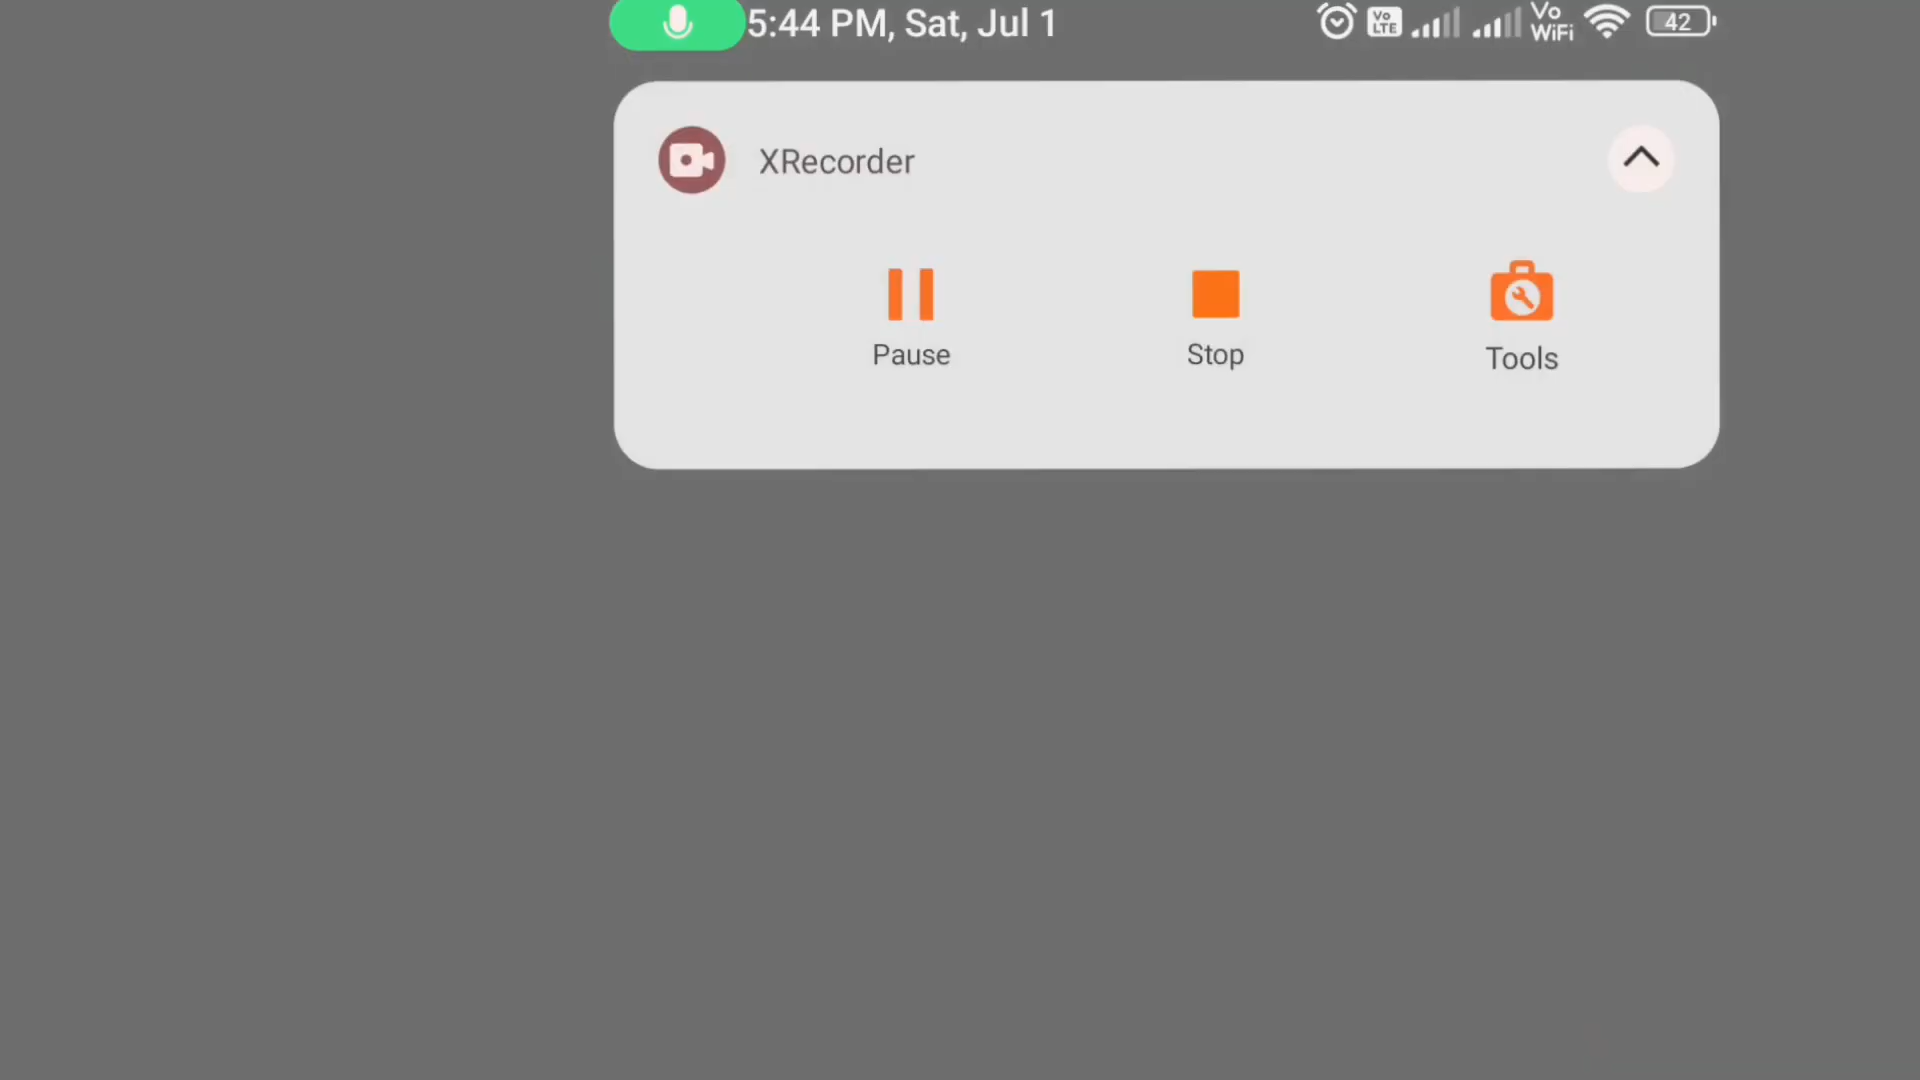 5:44 PM, Sat, Jul 1
Vo LTE
Vo WiFi
42
XRecorder
Pause
Stop
Tools